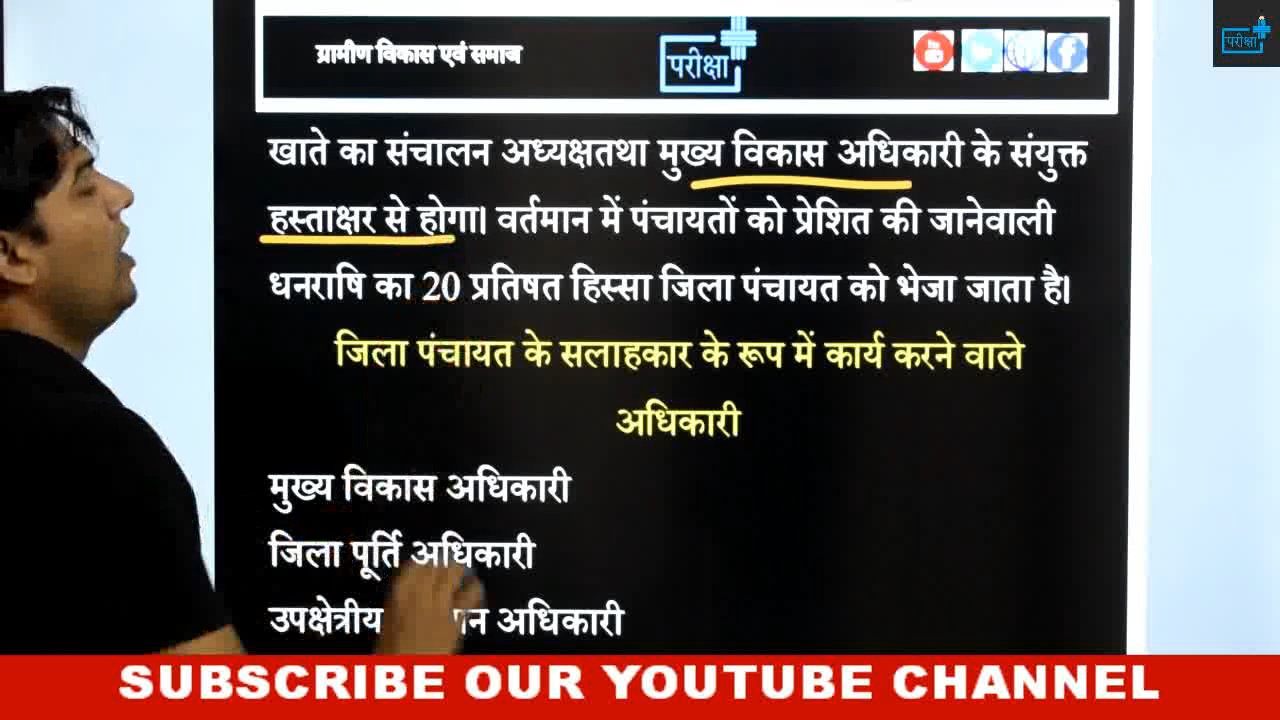 ग्रामीण विकास एवं समाज
परीक्षा
परीक्षा
खाते का संचालन अध्यक्षतथा मुख्य विकास अधिकारी के संयुक्त
हस्ताक्षर से होगा। वर्तमान में पंचायतों को प्रेशित की जानेवाली
धनराषि का 20 प्रतिषत हिस्सा जिला पंचायत को भेजा जाता है।
जिला पंचायत के सलाहकार के रूप में कार्य करने वाले
अधिकारी
मुख्य विकास अधिकारी
जिला पूर्ति अधिकारी
उपक्षेत्रीय अधिकारी
SUBSCRIBE OUR YOUTUBE CHANNEL